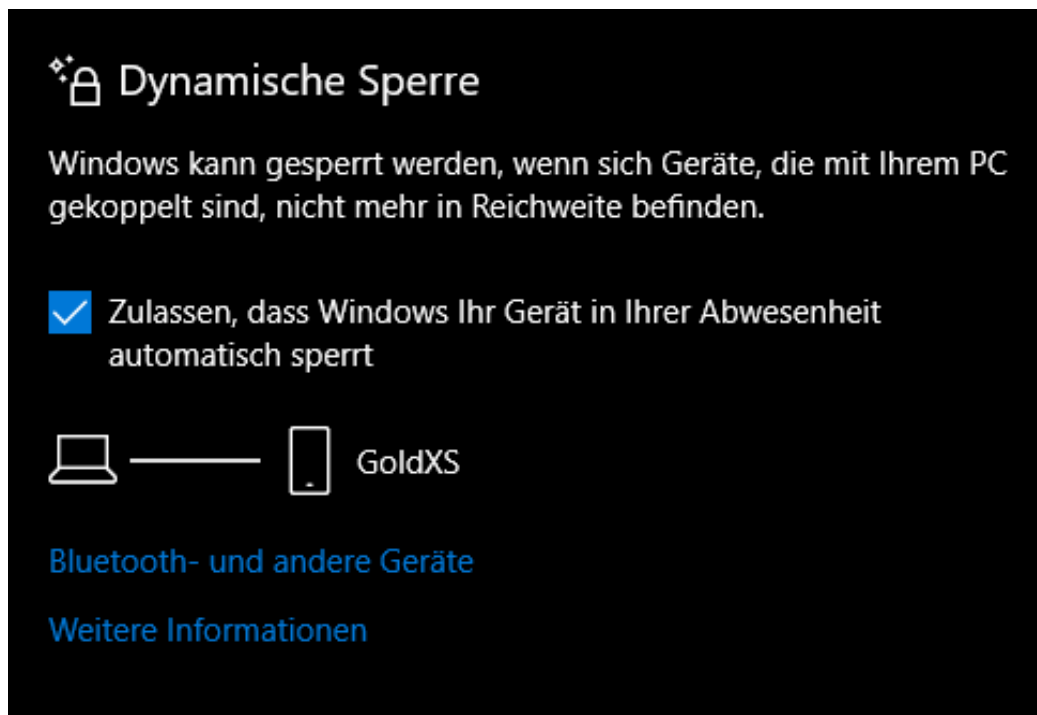 Dynamische Sperre
Windows kann gesperrt werden, wenn sich Geräte, die mit Ihrem PC
gekoppelt sind, nicht mehr in Reichweite befinden.
Zulassen, dass Windows Ihr Gerät in Ihrer Abwesenheit
automatisch sperrt
GoldXS
Bluetooth- und andere Geräte
Weitere Informationen